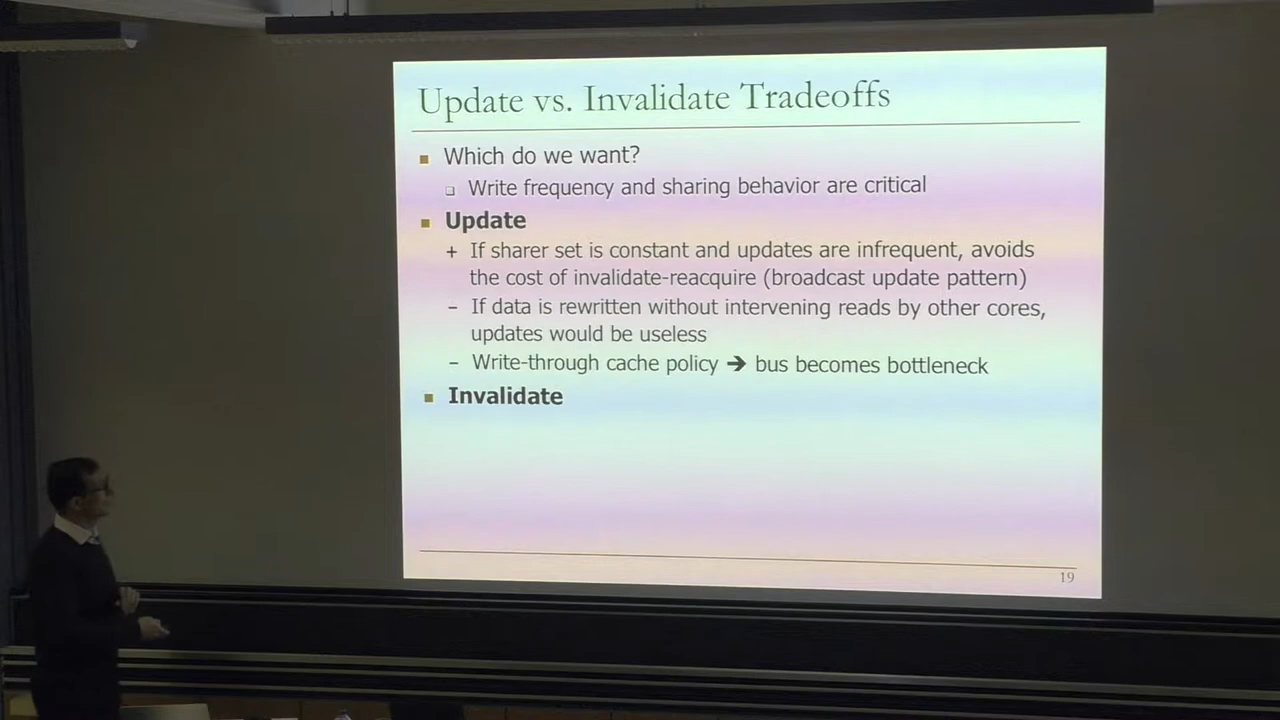 Update vs. Invalidate Tradeoffs
Which do we want?
Write frequency and sharing behavior are critical
Update
+ If sharer set is constant and updates are infrequent, avoids
the cost of invalidate-reacquire (broadcast update pattern)
– If data is rewritten without intervening reads by other cores,
updates would be useless
– Write-through cache policy ➔ bus becomes bottleneck
Invalidate
19